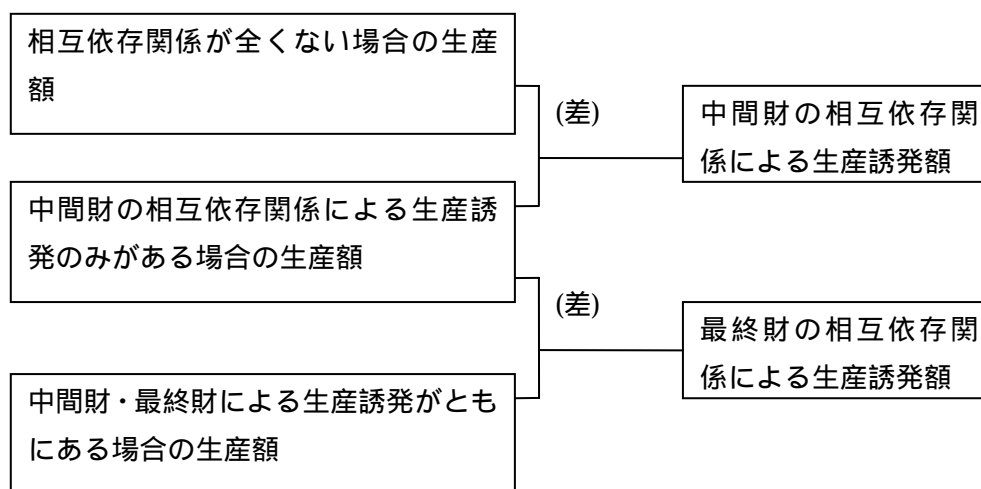 相互依存関係が全くない場合の生産
額
(差)
中間財の相互依存関
係による生産誘発額
中間財の相互依存関係による生産誘
発のみがある場合の生産額
(差)
最終財の相互依存関
係による生産誘発額
中間財・最終財による生産誘発がとも
にある場合の生産額